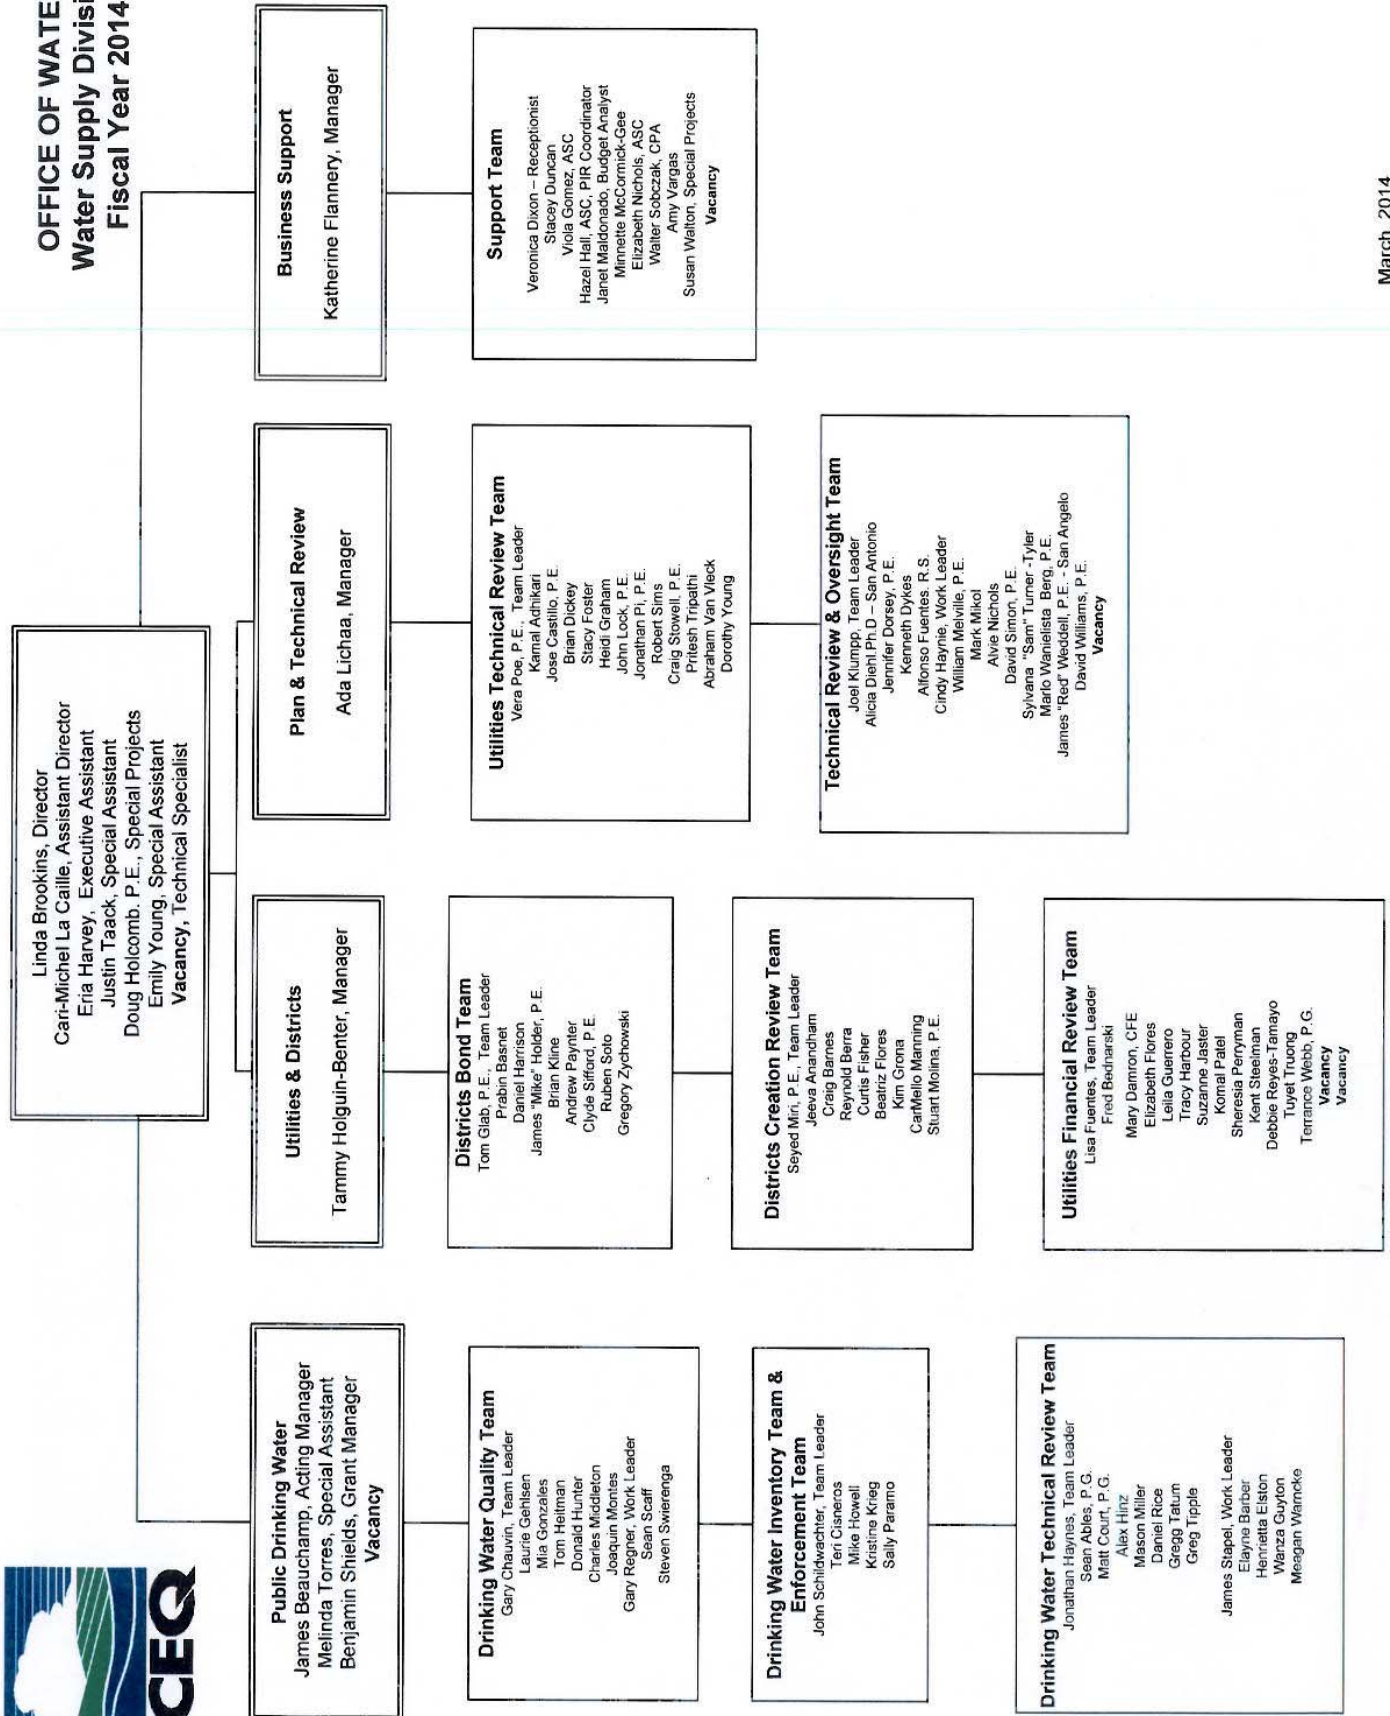 CEQ
OFFICE OF WATE
Water Supply Divisi
Fiscal Year 2014
Linda Brookins, Director
Cari-Michel La Caille, Assistant Director
Eria Harvey, Executive Assistant
Justin Taack, Special Assistant
Doug Holcomb. P.E., Special Projects
Emily Young, Special Assistant
Vacancy, Technical Specialist
Public Drinking Water
James Beauchamp, Acting Manager
Melinda Torres, Special Assistant
Benjamin Shields, Grant Manager
Vacancy
Drinking Water Quality Team
Gary Chauvin, Team Leader
Laurie Gehlsen
Mia Gonzales
Tom Heitman
Donald Hunter
Charles Middleton
Joaquin Montes
Gary Regner, Work Leader
Sean Scaff
Steven Swierenga
Drinking Water Inventory Team &
Enforcement Team
John Schildwachter, Team Leader
Teri Cisneros
Mike Howell
Kristine Krieg
Sally Paramo
Drinking Water Technical Review Team
Jonathan Haynes, Team Leader
Sean Ables, P.G.
Matt Court, P.G.
Alex Hinz
Mason Miller
Daniel Rice
Gregg Tatum
Greg Tipple
James Stapel, Work Leader
Elayne Barber
Henrietta Elston
Wanza Guyton
Meagan Warncke
Utilities & Districts
Tammy Holguin-Benter, Manager
Districts Bond Team
Tom Glab, P.E., Team Leader
Prabin Basnet
Daniel Harrison
James "Mike" Holder, P.E.
Brian Kline
Andrew Paynter
Clyde Sifford, P.E.
Ruben Soto
Gregory Zychowski
Districts Creation Review Team
Seyed Miri, P.E., Team Leader
Jeeva Anandham
Craig Barnes
Reynold Berra
Curtis Fisher
Beatriz Flores
Kim Grona
CarMello Manning
Stuart Molina, P.E.
Utilities Financial Review Team
Lisa Fuentes, Team Leader
Fred Bednarski
Mary Damron, CFE
Elizabeth Flores
Leila Guerrero
Tracy Harbour
Suzanne Jaster
Komal Patel
Sheresia Perryman
Kent Steelman
Debbie Reyes-Tamayo
Tuyet Truong
Terrance Webb, P.G.
Vacancy
Vacancy
Plan & Technical Review
Ada Lichaa, Manager
Utilities Technical Review Team
Vera Poe, P.E., Team Leader
Kamal Adhikari
Jose Castillo, P.E.
Brian Dickey
Stacy Foster
Heidi Graham
John Lock, P.E.
Jonathan Pi, P.E.
Robert Sims
Craig Stowell, P.E.
Pritesh Tripathi
Abraham Van Vleck
Dorothy Young
Technical Review & Oversight Team
Joel Klumpp, Team Leader
Alicia Diehl.Ph.D – San Antonio
Jennifer Dorsey, P.E.
Kenneth Dykes
Alfonso Fuentes. R.S.
Cindy Haynie, Work Leader
William Melville, P.E.
Mark Mikol
Alvie Nichols
David Simon, P.E.
Sylvana "Sam" Turner -Tyler
Marlo Wanielista Berg, P.E.
James "Red" Weddell, P.E. - San Angelo
David Williams, P.E.
Vacancy
Business Support
Katherine Flannery, Manager
Support Team
Veronica Dixon – Receptionist
Stacey Duncan
Viola Gomez, ASC
Hazel Hall, ASC, PIR Coordinator
Janet Maldonado, Budget Analyst
Minnette McCormick-Gee
Elizabeth Nichols, ASC
Walter Sobczak, CPA
Amy Vargas
Susan Walton, Special Projects
Vacancy
March 2014